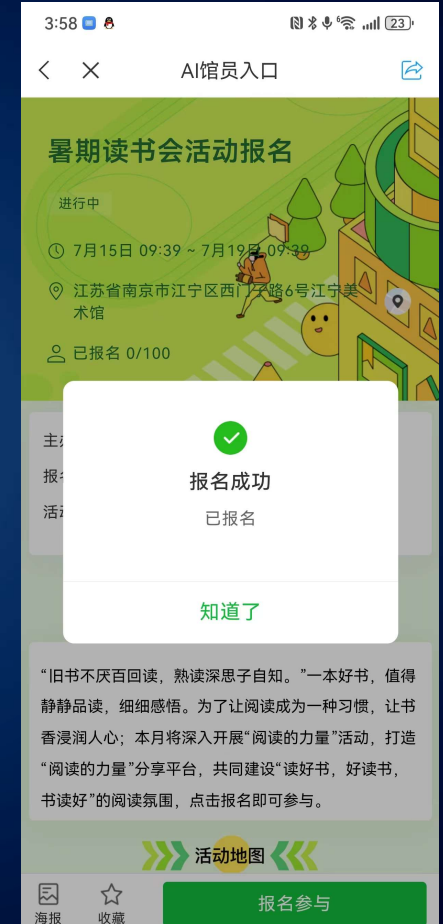 3:58
23
AI馆员入口
暑期读书会活动报名
进行中
7月15日 09:39 ~ 7月19日 09:39
江苏省南京市江宁区西门子路6号江宁美
术馆
已报名 0/100
主
报
活
报名成功
已报名
知道了
“旧书不厌百回读，熟读深思子自知。”一本好书，值得
静静品读，细细感悟。为了让阅读成为一种习惯，让书
香浸润人心；本月将深入开展“阅读的力量”活动，打造
“阅读的力量”分享平台，共同建设“读好书，好读书，
书读好”的阅读氛围，点击报名即可参与。
活动地图
海报
收藏
报名参与